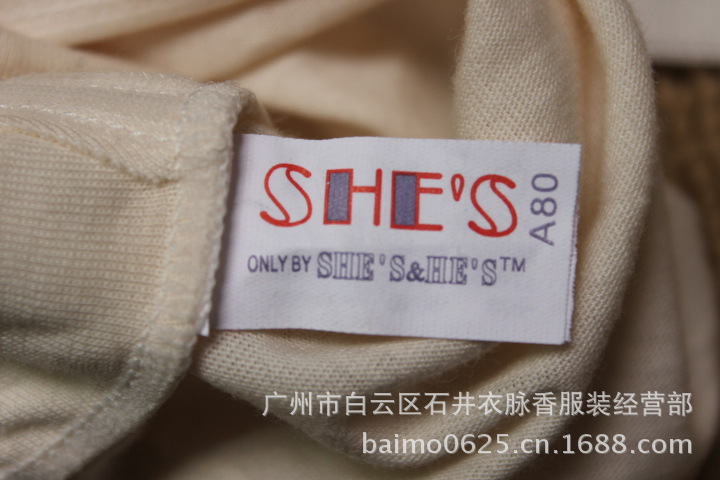 SHE'S
A80
ONLY BY SHE'S&HE'S™
广州市白云区石井衣脉香服装经营部
baimo0625.cn.1688.com